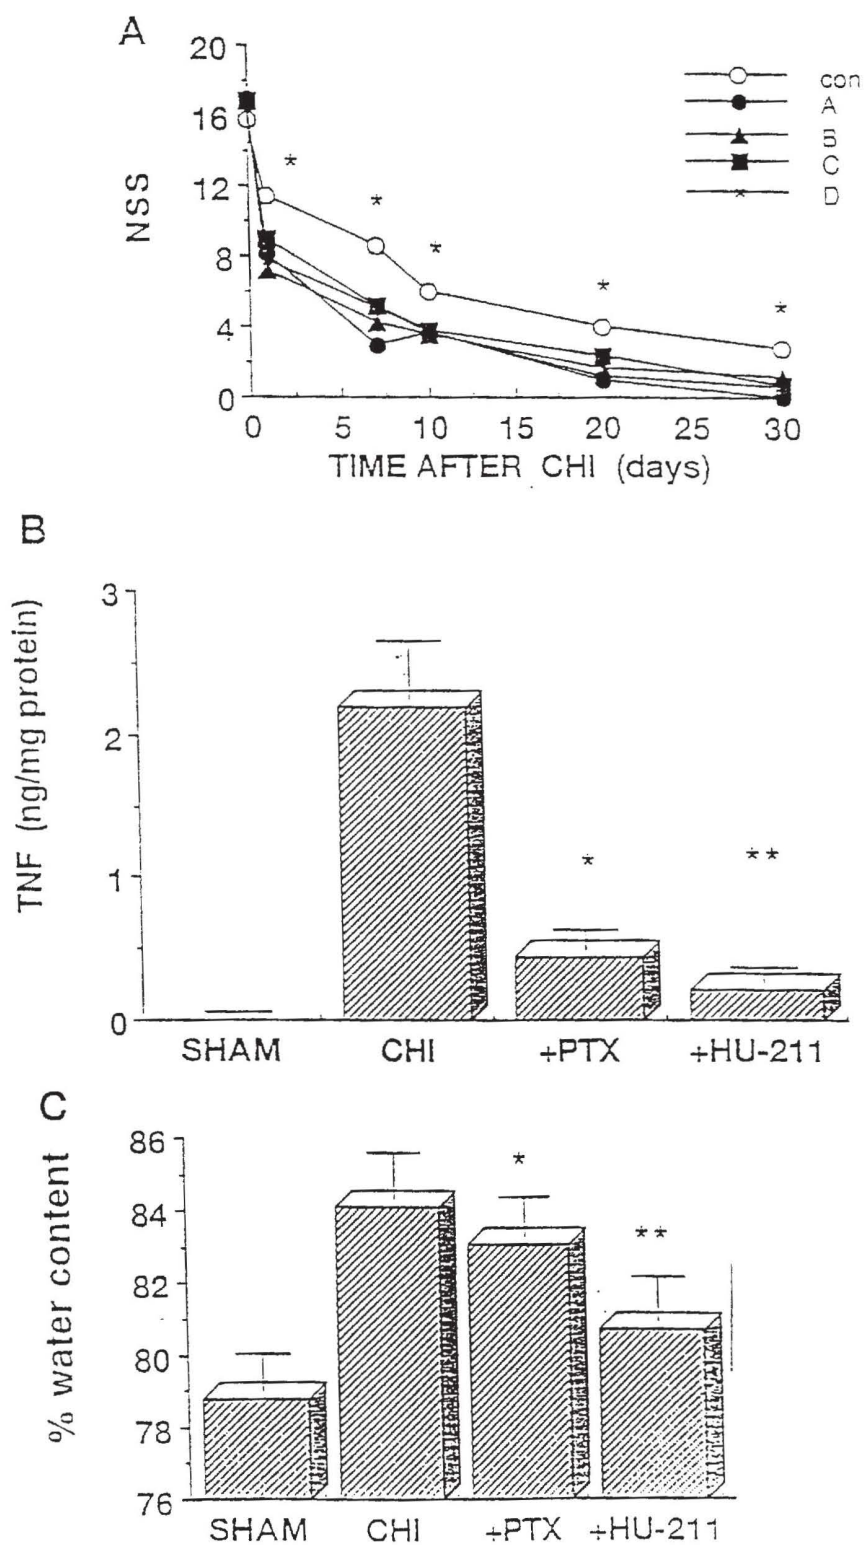 A
20
16
12
8
4
0
NSS
0 5 10 15 20 25 30
TIME AFTER CHI (days)
con
A
B
C
* D
*
*
*
*
*
B
3
2
1
0
TNF (ng/mg protein)
* **
SHAM CHI +PTX +HU-211
C
86
84
82
80
78
76
% water content
*
**
SHAM CHI +PTX +HU-211